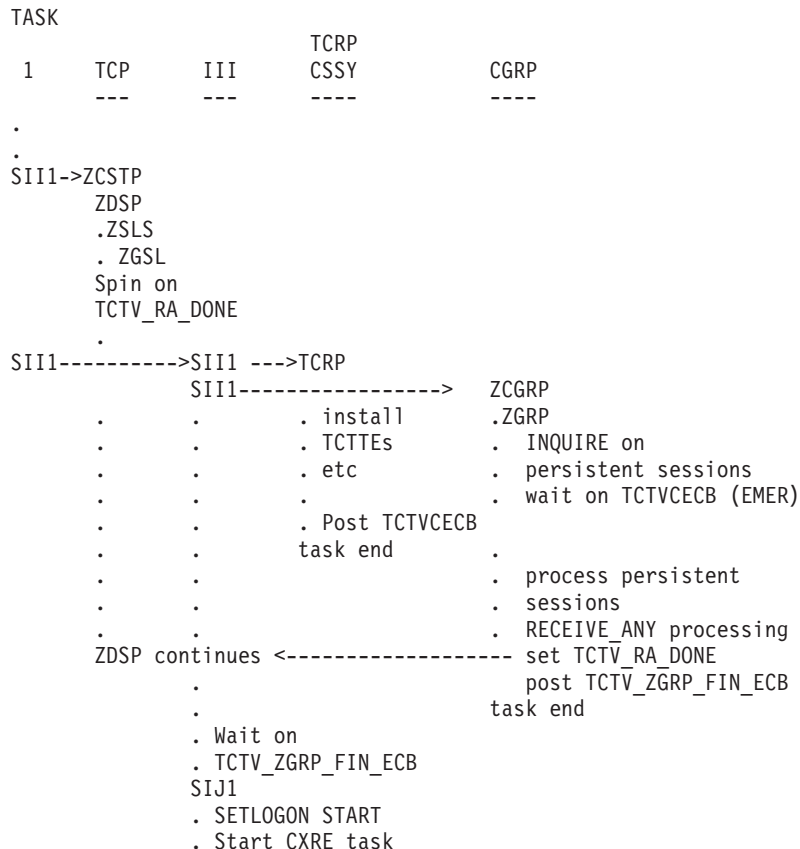 TASK
                              TCRP
 1     TCP       III       CSSY            CGRP
       ---       ---       ----            ----
.
.
SII1->ZCSTP
       ZDSP
       .ZSLS
       . ZGSL
       Spin on
       TCTV_RA_DONE
       .
SII1---------->SII1 --->TCRP
               SII1-----------------> ZCGRP
       .       .       . install       .ZGRP
       .       .       . TCTTEs        .  INQUIRE on
       .       .       . etc           .  persistent sessions
       .       .       .               .  wait on TCTVCECB (EMER)
       .       .       . Post TCTVCECB
       .       .       task end        .
       .       .                       .  process persistent
       .       .                       .  sessions
       .       .                       .  RECEIVE_ANY processing
       ZDSP continues <------------------- set TCTV_RA_DONE
               .                          post TCTV_ZGRP_FIN_ECB
               .                       task end
               . Wait on
               . TCTV_ZGRP_FIN_ECB
               SIJ1
               . SETLOGON START
               . Start CXRE task